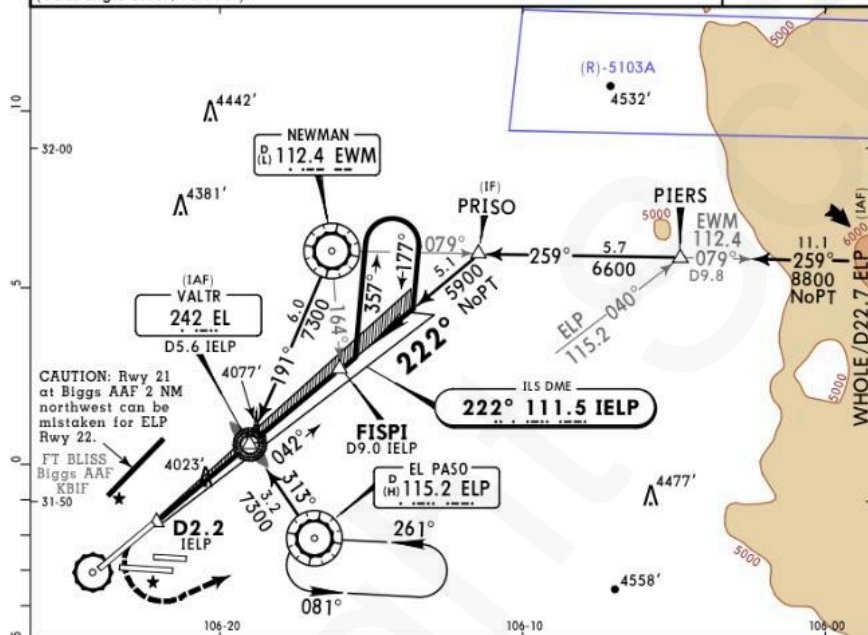 (R)-5103A
4532'
5000
10
4442'
32-00
NEWMAN
D
(L) 112.4 EWM
4381'
(IF)
PRISO
PIERS
5000
EWM
112.4
079°
D9.8
(IAF)
6000
WHOLE/D22.7 ELP
11.1
259°
8800
NoPT
079°
259°
5.7
6600
5.1
5900
NoPT
357°
177°
ELP
115.2
040°
5
6.0
7300
191°
164°
222°
(IAF)
VALTR
242 EL
D5.6 IELP
4077'
CAUTION: Rwy 21
at Biggs AAF 2 NM
northwest can be
mistaken for ELP
Rwy 22.
FT BLISS
Biggs AAF
KBIF
ILS DME
222° 111.5 IELP
5000
FISPI
D9.0 IELP
042°
4023'
0
31-50
EL PASO
D
(H) 115.2 ELP
313°
3.2
7300
4477'
D2.2
IELP
261°
081°
5000
4558'
5
106-20
106-10
106-00